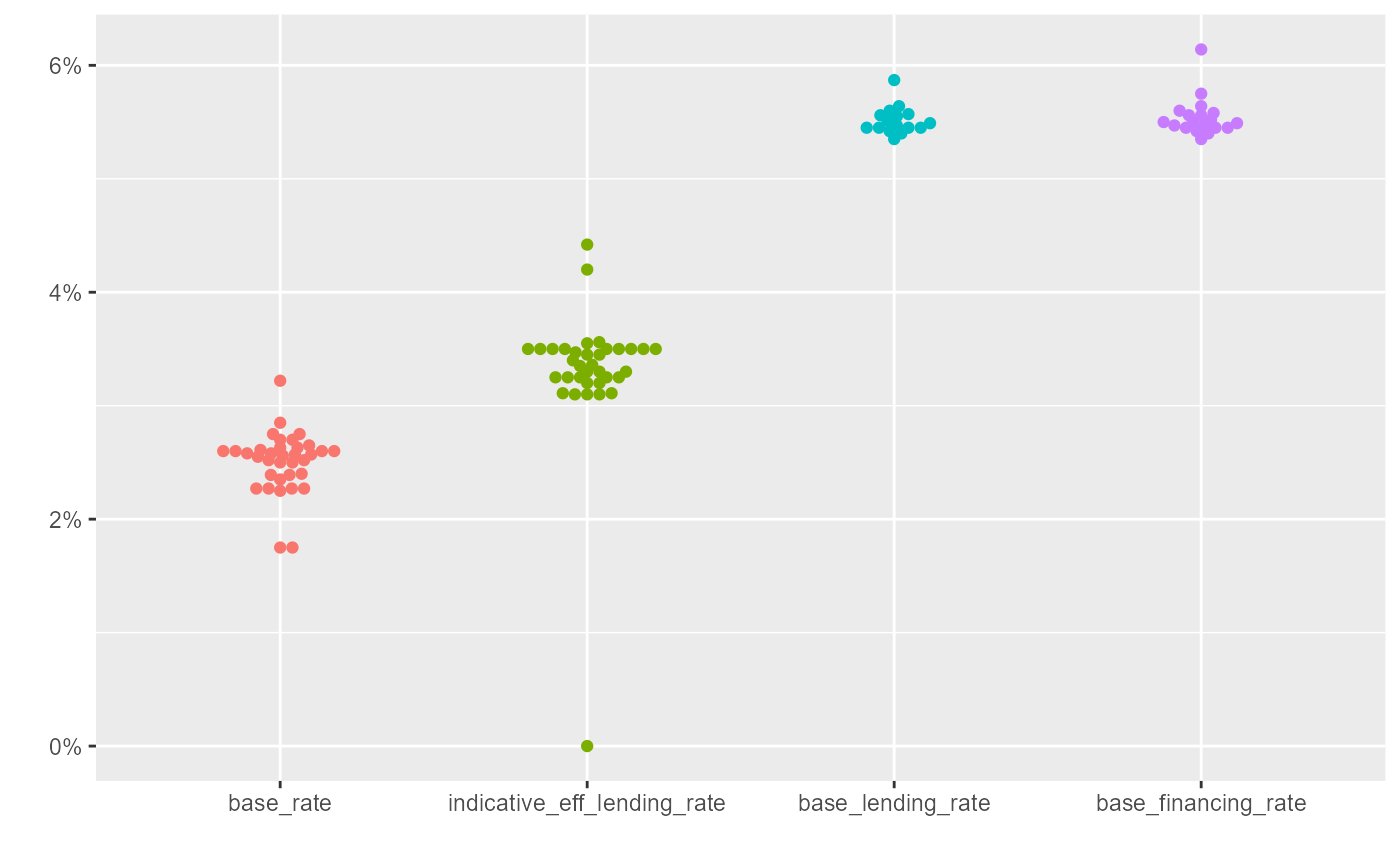 6%
4%
2%
0%
base_rate
indicative_eff_lending_rate
base_lending_rate
base_financing_rate